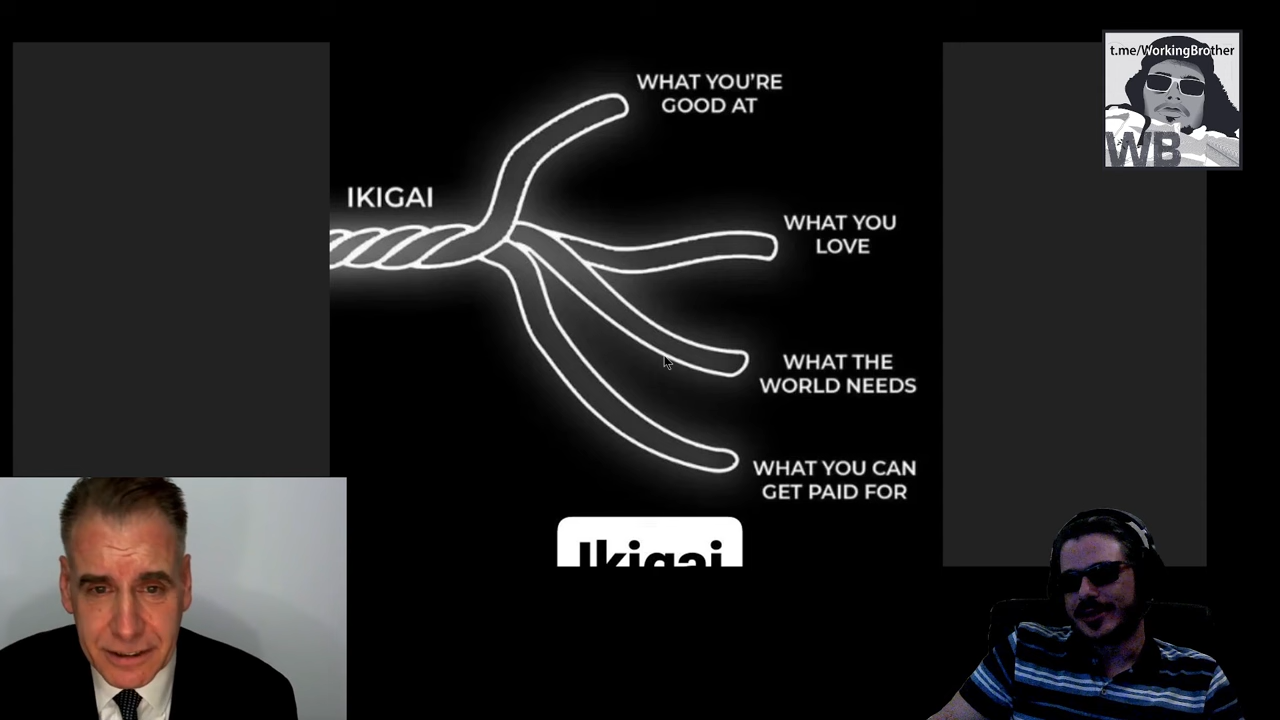 t.me/WorkingBrother
WB
WHAT YOU'RE
GOOD AT
IKIGAI
WHAT YOU
LOVE
WHAT THE
WORLD NEEDS
WHAT YOU CAN
GET PAID FOR
Ikigai